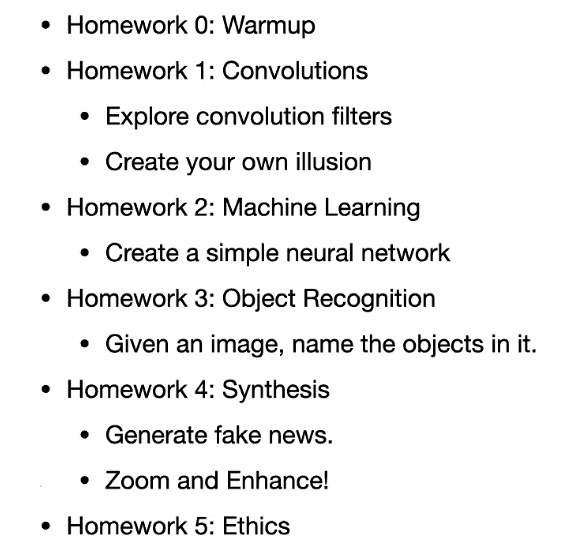 • Homework 0: Warmup
• Homework 1: Convolutions
• Explore convolution filters
• Create your own illusion
• Homework 2: Machine Learning
• Create a simple neural network
• Homework 3: Object Recognition
• Given an image, name the objects in it.
• Homework 4: Synthesis
• Generate fake news.
• Zoom and Enhance!
• Homework 5: Ethics